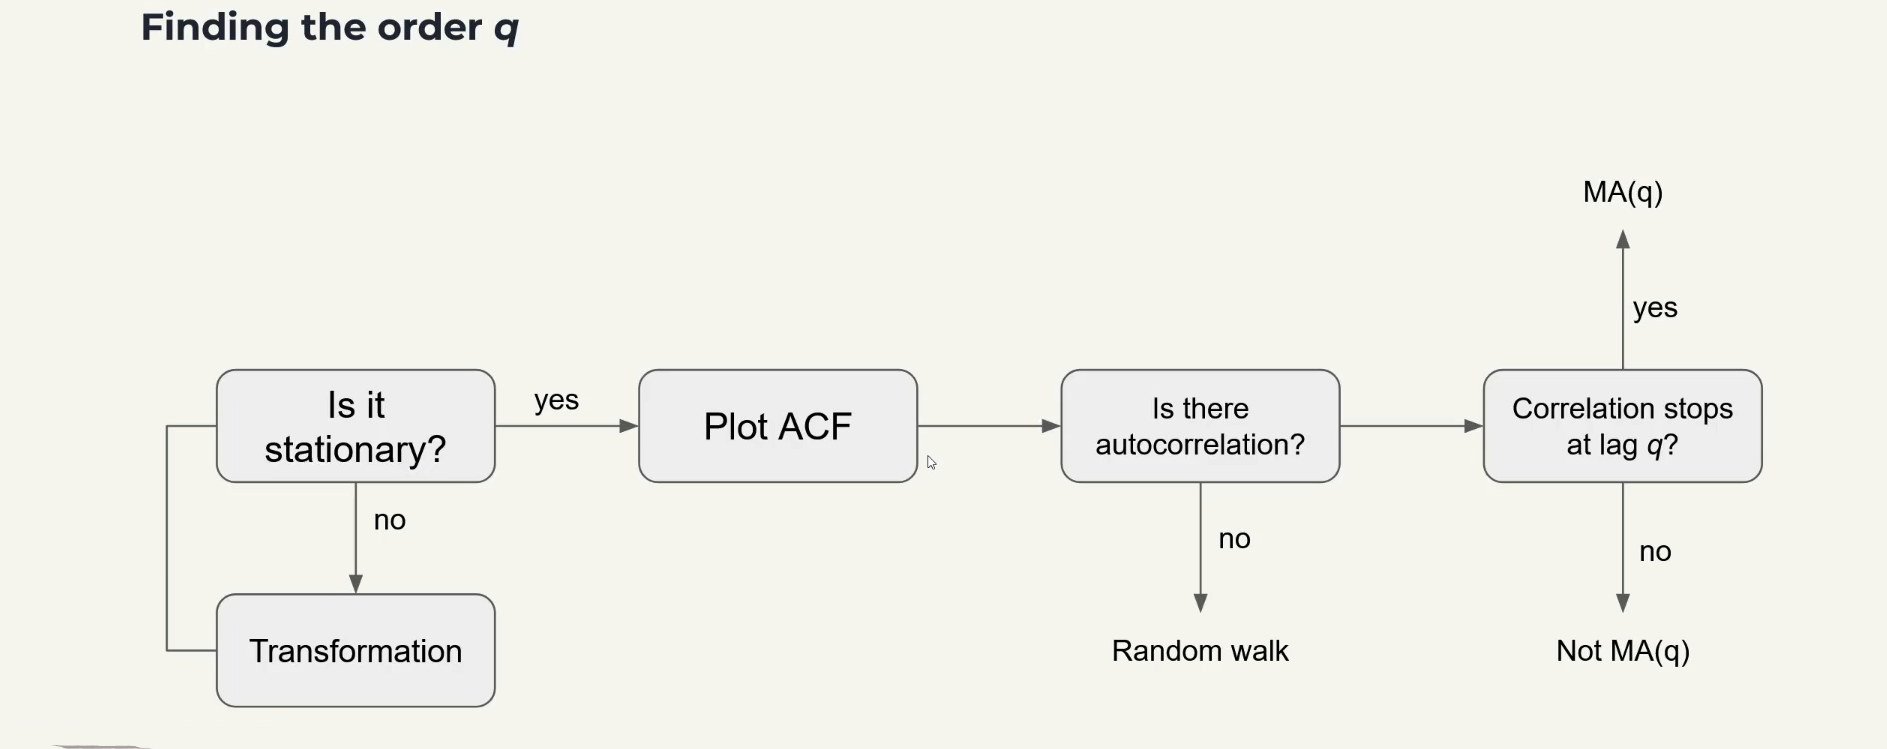 Finding the order q
MA(q)
yes
Is it
stationary?
yes
Plot ACF
Is there
autocorrelation?
Correlation stops
at lag q?
no
no
no
Transformation
Random walk
Not MA(q)